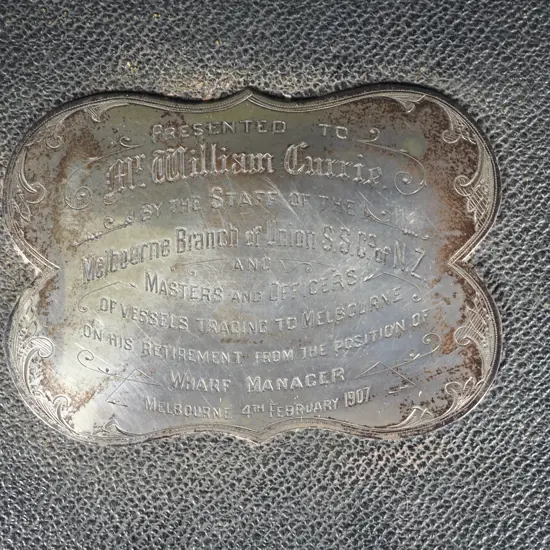 PRESENTED TO
Mr. William Currie.
BY THE STAFF OF THE
Melbourne Branch of Union S.S. Co. of N.Z.
AND
MASTERS AND OFFICERS
OF VESSELS TRADING TO MELBOURNE
ON HIS RETIREMENT FROM THE POSITION OF
WHARF MANAGER
MELBOURNE 4TH FEBRUARY 1907.